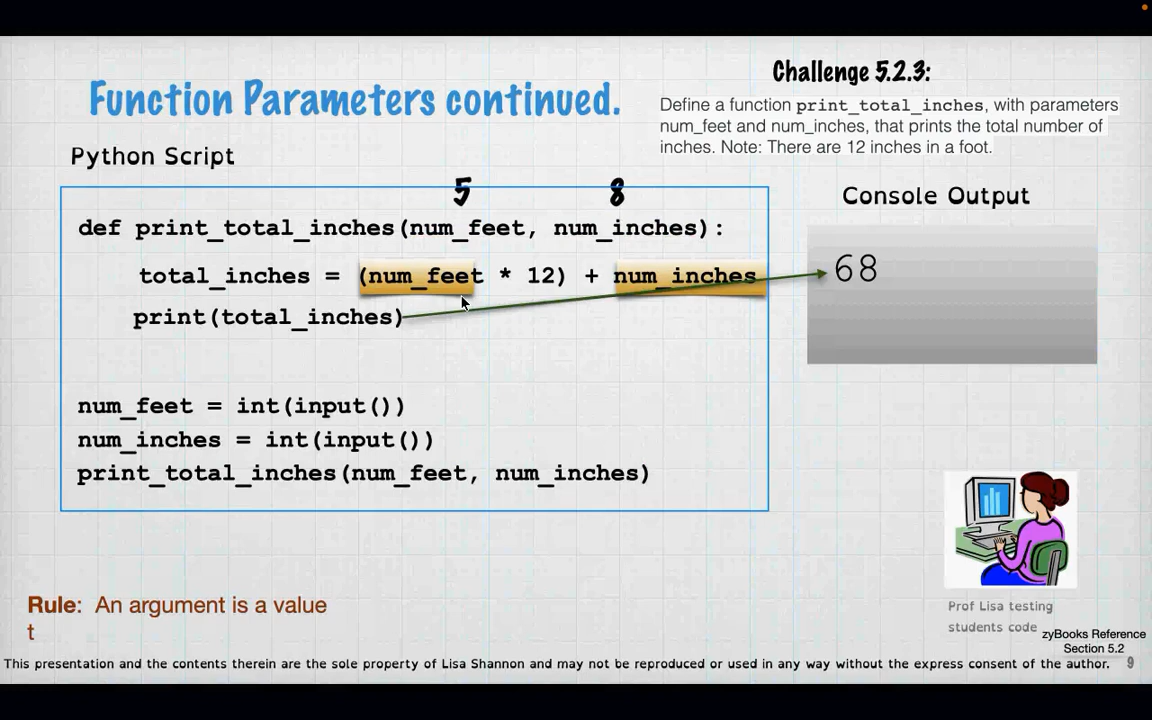 Function Parameters continued.
Challenge 5.2.3:
Define a function print_total_inches, with parameters
num_feet and num_inches, that prints the total number of
inches. Note: There are 12 inches in a foot.
Python Script
Console Output
5 8
def print_total_inches(num_feet, num_inches):
total_inches = (num_feet * 12) + num_inches
print(total_inches)
68
num_feet = int(input())
num_inches = int(input())
print_total_inches(num_feet, num_inches)
Rule: An argument is a value
t
Prof Lisa testing
students code
zyBooks Reference
Section 5.2
This presentation and the contents therein are the sole property of Lisa Shannon and may not be reproduced or used in any way without the express consent of the author. 9